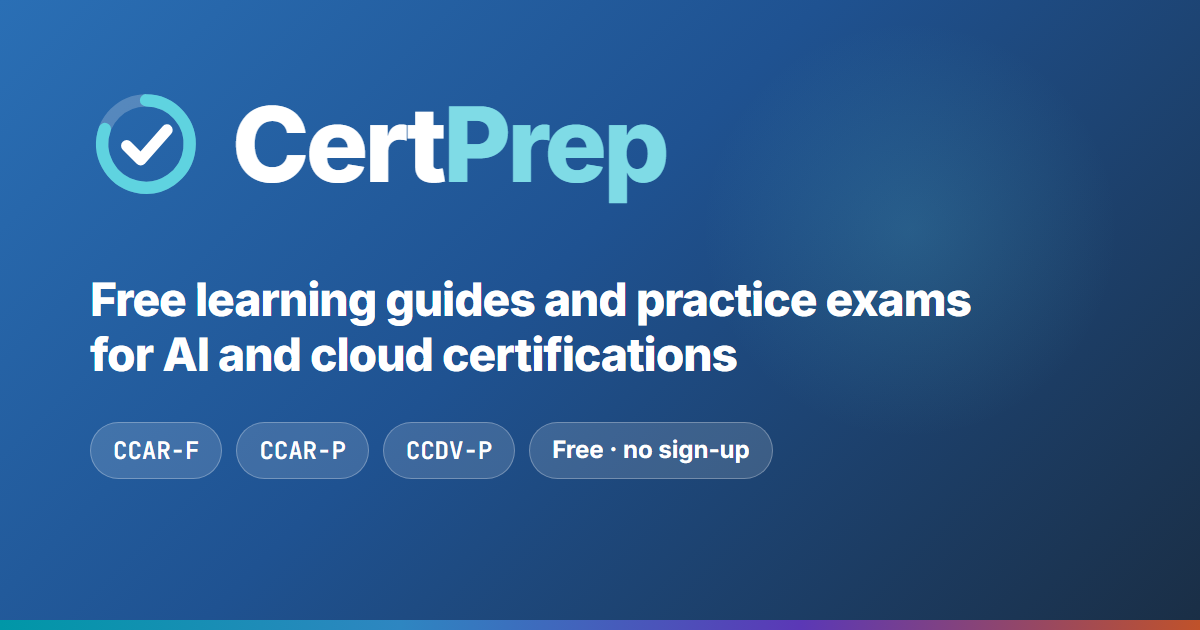 CertPrep
Free learning guides and practice exams
for AI and cloud certifications
CCAR-F CCAR-P CCDV-P Free · no sign-up